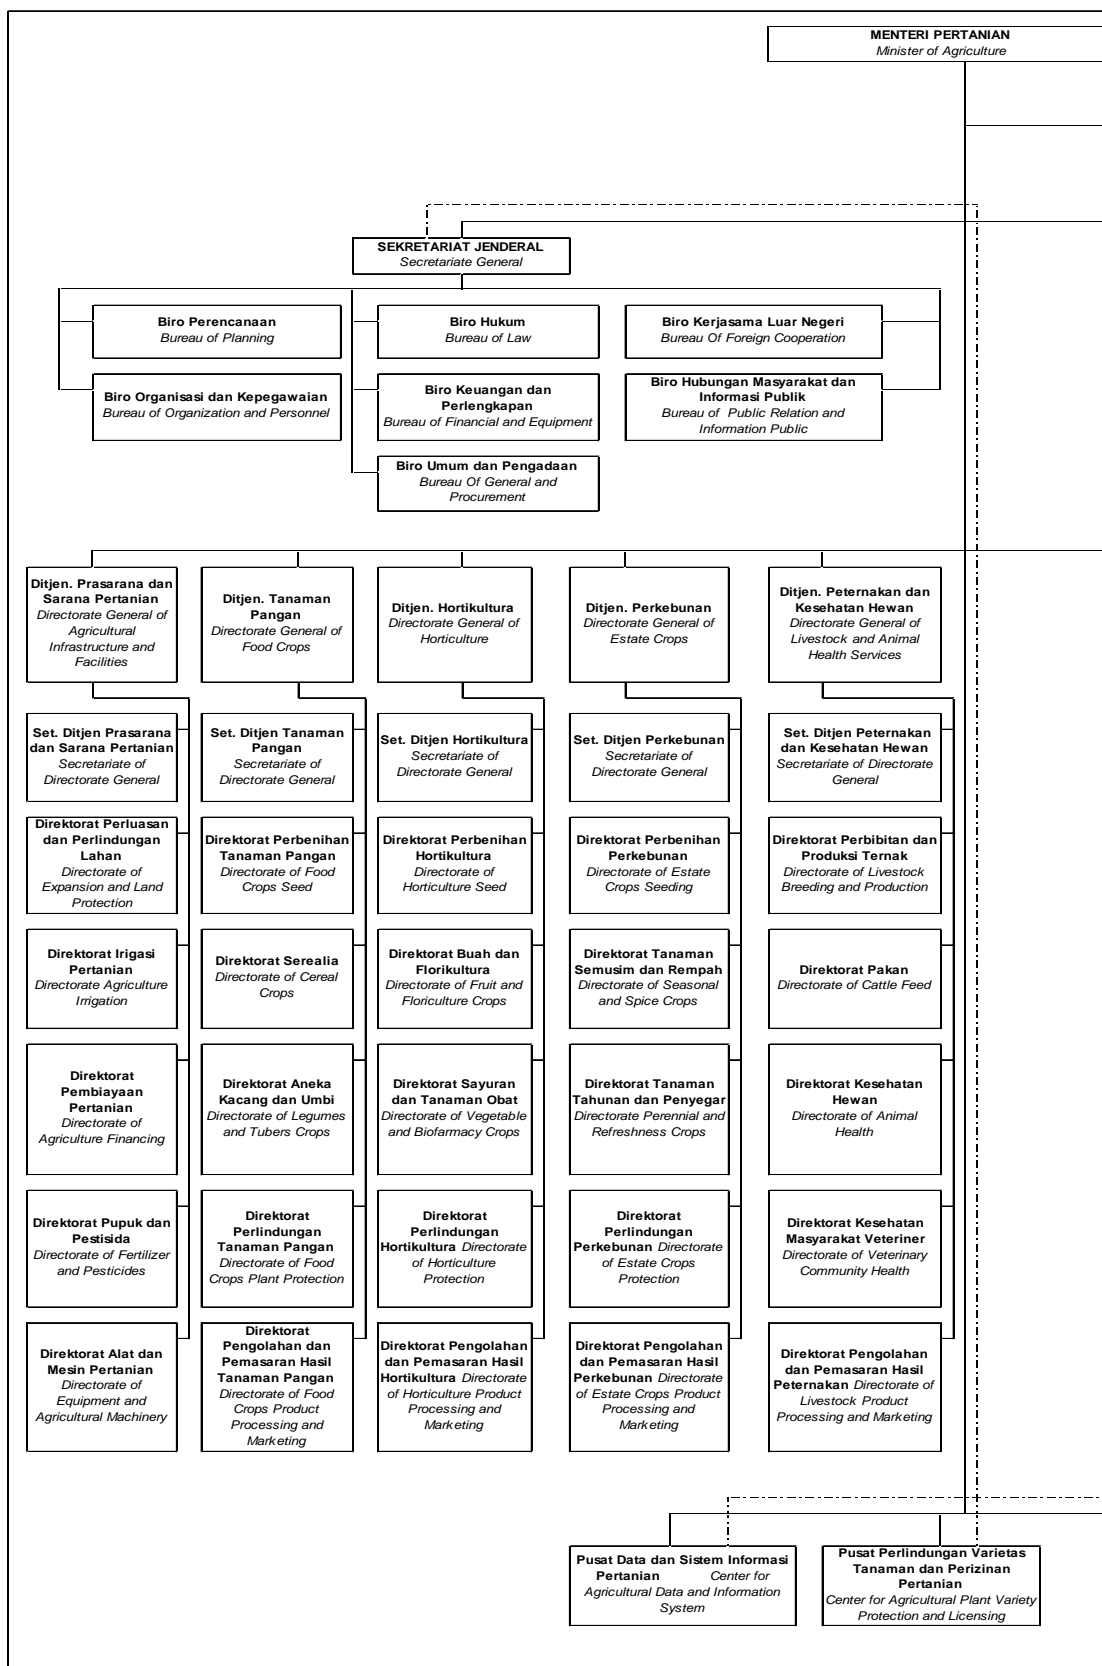 MENTERI PERTANIAN
Minister of Agriculture
SEKRETARIAT JENDERAL
Secretariate General
Biro Perencanaan
Bureau of Planning
Biro Hukum
Bureau of Law
Biro Kerjasama Luar Negeri
Bureau Of Foreign Cooperation
Biro Organisasi dan Kepegawaian
Bureau of Organization and Personnel
Biro Keuangan dan
Perlengkapan
Bureau of Financial and Equipment
Biro Hubungan Masyarakat dan
Informasi Publik
Bureau of Public Relation and
Information Public
Biro Umum dan Pengadaan
Bureau Of General and
Procurement
Ditjen. Prasarana dan
Sarana Pertanian
Directorate General of
Agricultural
Infrastructure and
Facilities
Ditjen. Tanaman
Pangan
Directorate General of
Food Crops
Ditjen. Hortikultura
Directorate General of
Horticulture
Ditjen. Perkebunan
Directorate General of
Estate Crops
Ditjen. Peternakan dan
Kesehatan Hewan
Directorate General of
Livestock and Animal
Health Services
Set. Ditjen Prasarana
dan Sarana Pertanian
Secretariate of
Directorate General
Set. Ditjen Tanaman
Pangan
Secretariate of
Directorate General
Set. Ditjen Hortikultura
Secretariate of
Directorate General
Set. Ditjen Perkebunan
Secretariate of
Directorate General
Set. Ditjen Peternakan
dan Kesehatan Hewan
Secretariate of Directorate
General
Direktorat Perluasan
dan Perlindungan
Lahan
Directorate of
Expansion and Land
Protection
Direktorat Perbenihan
Tanaman Pangan
Directorate of Food
Crops Seed
Direktorat Perbenihan
Hortikultura
Directorate of
Horticulture Seed
Direktorat Perbenihan
Perkebunan
Directorate of Estate
Crops Seeding
Direktorat Perbibitan dan
Produksi Ternak
Directorate of Livestock
Breeding and Production
Direktorat Irigasi
Pertanian
Directorate Agriculture
Irrigation
Direktorat Serealia
Directorate of Cereal
Crops
Direktorat Buah dan
Florikultura
Directorate of Fruit and
Floriculture Crops
Direktorat Tanaman
Semusim dan Rempah
Directorate of Seasonal
and Spice Crops
Direktorat Pakan
Directorate of Cattle Feed
Direktorat
Pembiayaan
Pertanian
Directorate of
Agriculture Financing
Direktorat Aneka
Kacang dan Umbi
Directorate of Legumes
and Tubers Crops
Direktorat Sayuran
dan Tanaman Obat
Directorate of Vegetable
and Biofarmacy Crops
Direktorat Tanaman
Tahunan dan Penyegar
Directorate Perennial and
Refreshness Crops
Direktorat Kesehatan
Hewan
Directorate of Animal
Health
Direktorat Pupuk dan
Pestisida
Directorate of Fertilizer
and Pesticides
Direktorat
Perlindungan
Tanaman Pangan
Directorate of Food
Crops Plant Protection
Direktorat
Perlindungan
Hortikultura Directorate
of Horticulture
Protection
Direktorat
Perlindungan
Perkebunan Directorate
of Estate Crops
Protection
Direktorat Kesehatan
Masyarakat Veteriner
Directorate of Veterinary
Community Health
Direktorat Alat dan
Mesin Pertanian
Directorate of
Equipment and
Agricultural Machinery
Direktorat
Pengolahan dan
Pemasaran Hasil
Tanaman Pangan
Directorate of Food
Crops Product
Processing and
Marketing
Direktorat Pengolahan
dan Pemasaran Hasil
Hortikultura Directorate
of Horticulture Product
Processing and
Marketing
Direktorat Pengolahan
dan Pemasaran Hasil
Perkebunan Directorate
of Estate Crops Product
Processing and
Marketing
Direktorat Pengolahan
dan Pemasaran Hasil
Peternakan Directorate of
Livestock Product
Processing and Marketing
Pusat Data dan Sistem Informasi
Pertanian Center for
Agricultural Data and Information
System
Pusat Perlindungan Varietas
Tanaman dan Perizinan
Pertanian
Center for Agricultural Plant Variety
Protection and Licensing